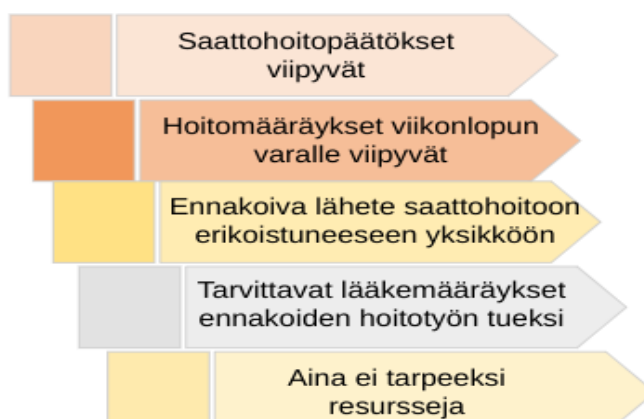 Saattohoitopäätökset
viipyvät
Hoitomääräykset viikonlopun
varalle viipyvät
Ennakoiva lähete saattohoitoon
erikoistuneeseen yksikköön
Tarvittavat lääkemääräykset
ennakoiden hoitotyön tueksi
Aina ei tarpeeksi
resursseja